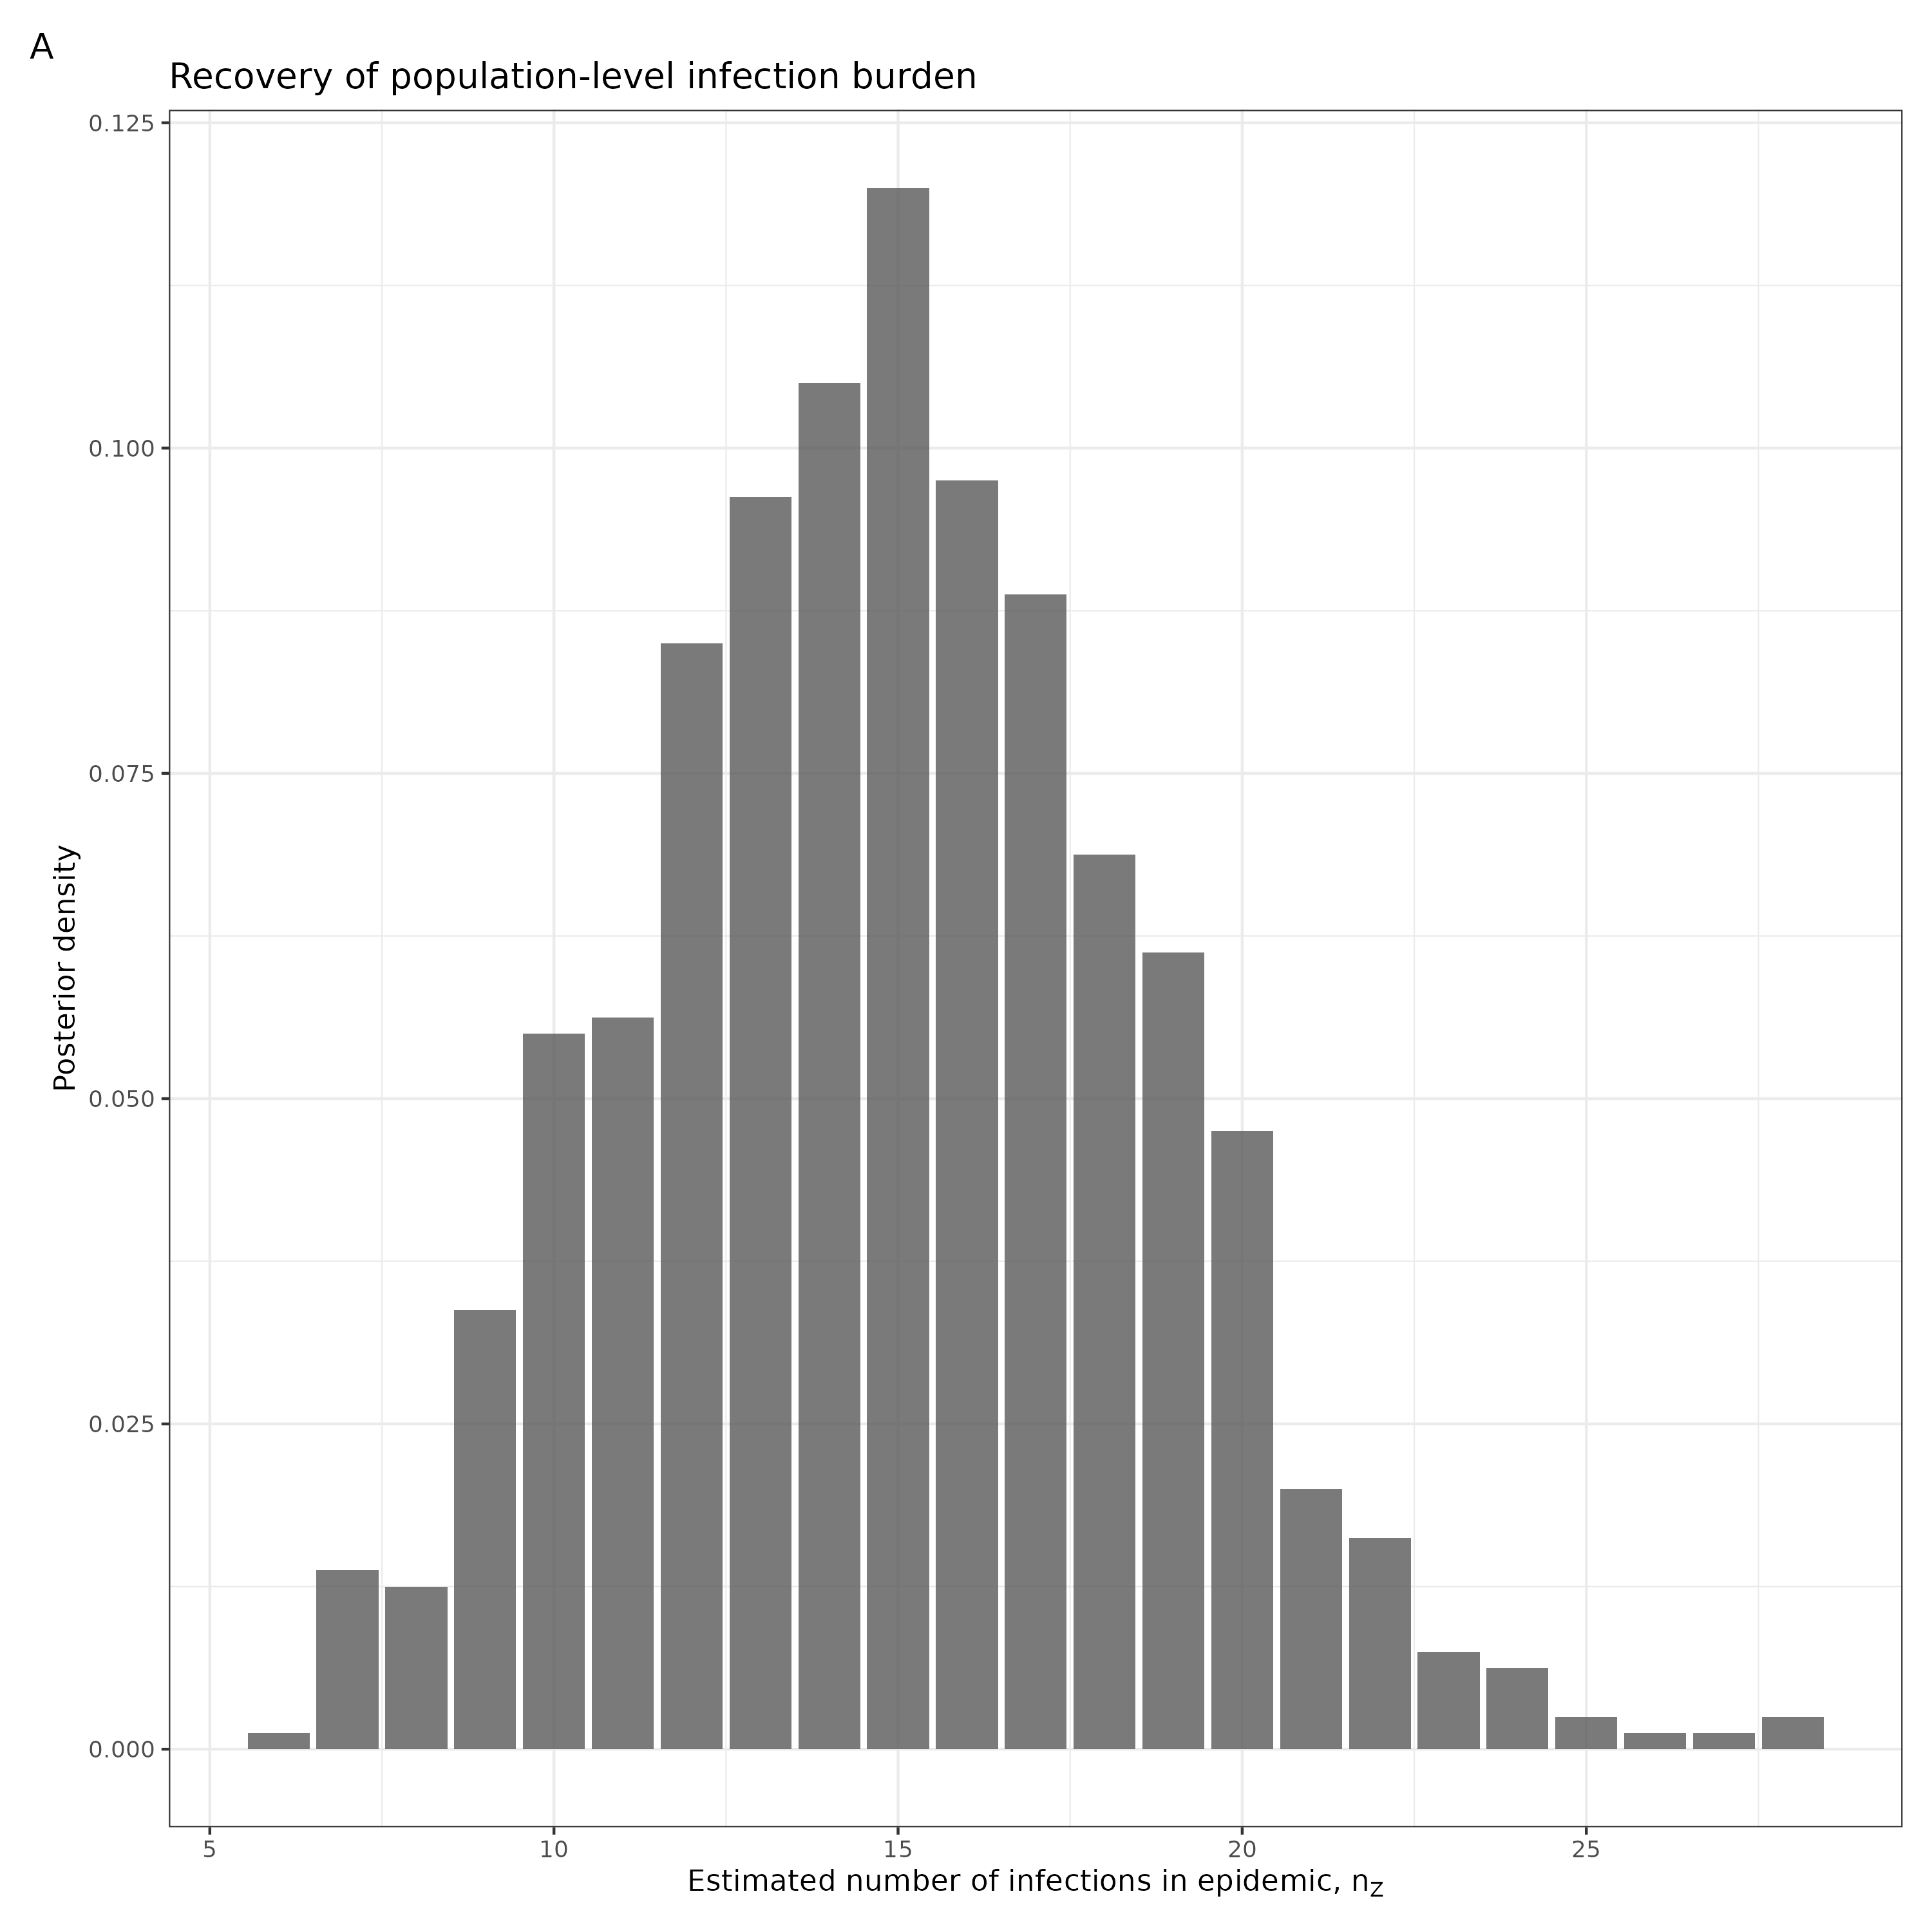 A
Recovery of population-level infection burden
0.125
0.100
0.075
0.050
0.025
0.000
Posterior density
5 10 15 20 25
Estimated number of infections in epidemic, nZ